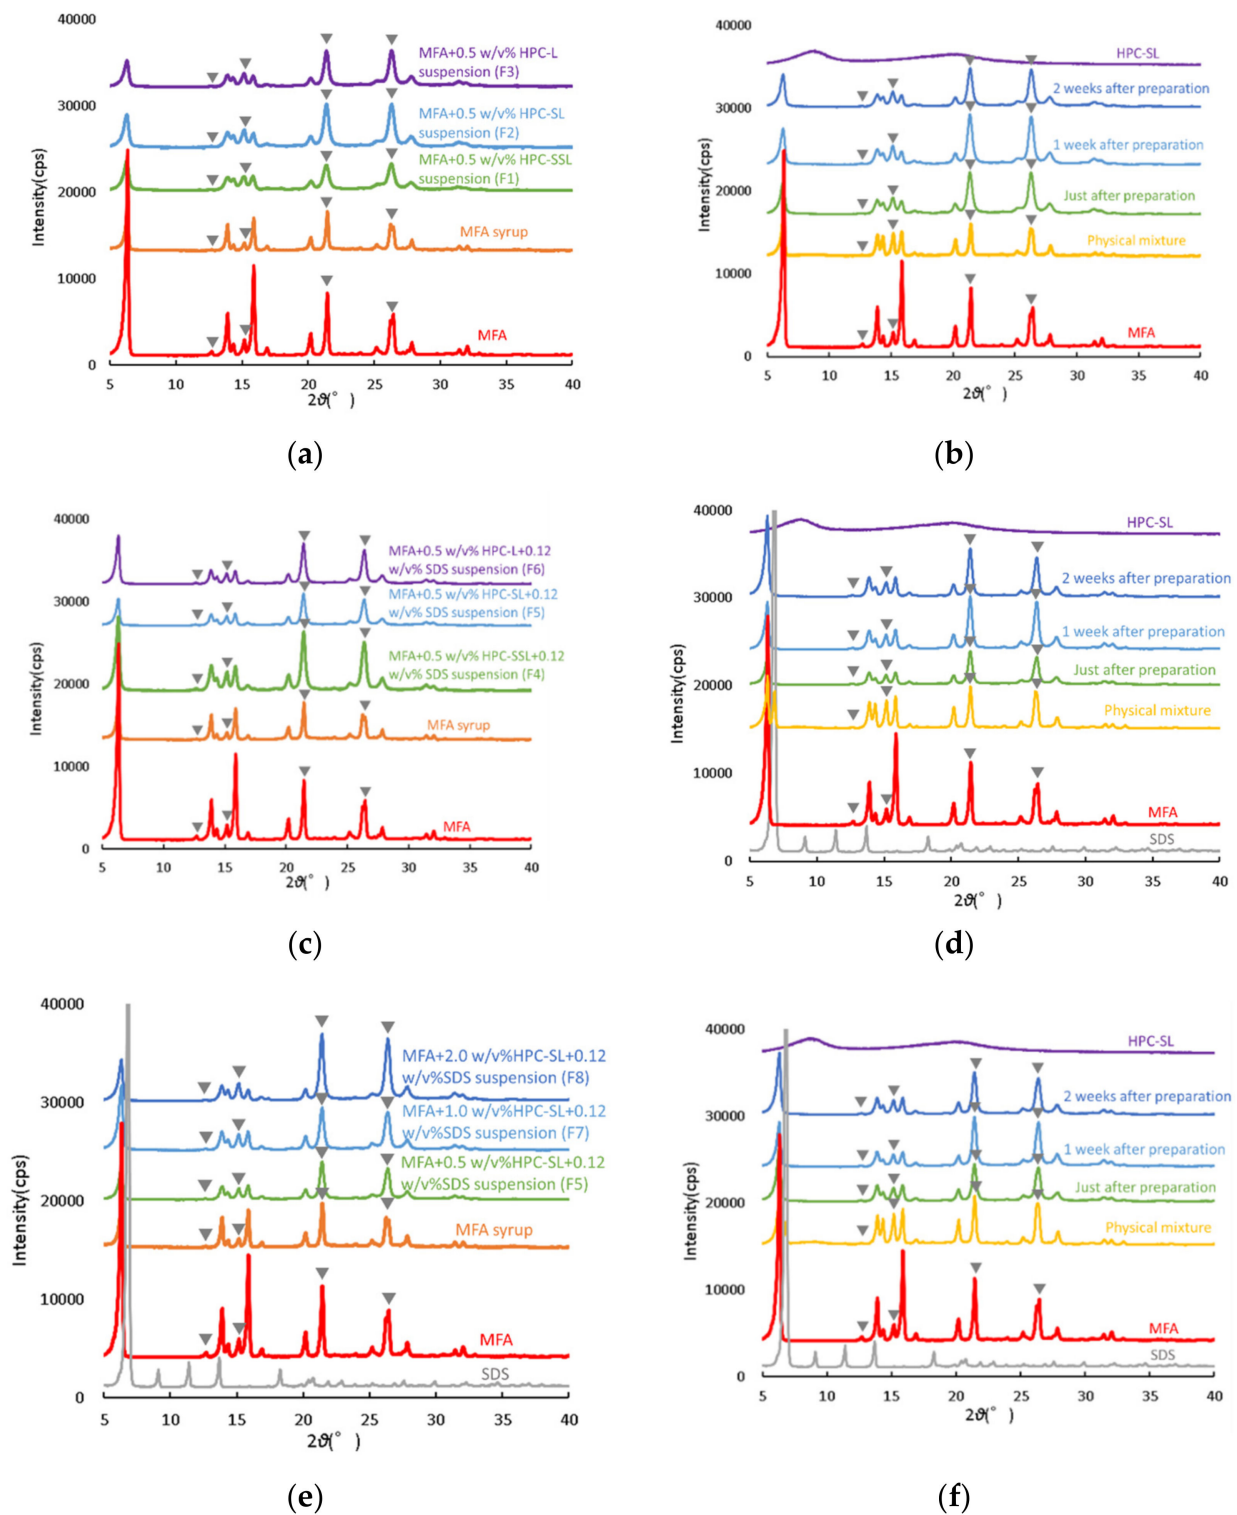 40000
30000
20000
10000
0
Intensity(cps)
MFA+0.5 w/v% HPC-L
suspension (F3)
MFA+0.5 w/v% HPC-SL
suspension (F2)
MFA+0.5 w/v% HPC-SSL
suspension (F1)
MFA syrup
MFA
5 10 15 20 25 30 35 40
2ϑ(° )
(a)
40000
30000
20000
10000
0
Intensity(cps)
HPC-SL
2 weeks after preparation
1 week after preparation
Just after preparation
Physical mixture
MFA
5 10 15 20 25 30 35 40
2ϑ(° )
(b)
40000
30000
20000
10000
0
Intensity(cps)
MFA+0.5 w/v% HPC-L+0.12
w/v% SDS suspension (F6)
MFA+0.5 w/v% HPC-SL+0.12
w/v% SDS suspension (F5)
MFA+0.5 w/v% HPC-SSL+0.12
w/v% SDS suspension (F4)
MFA syrup
MFA
5 10 15 20 25 30 35 40
2ϑ(° )
(c)
40000
30000
20000
10000
0
Intensity(cps)
HPC-SL
2 weeks after preparation
1 week after preparation
Just after preparation
Physical mixture
MFA
SDS
5 10 15 20 25 30 35 40
2ϑ(° )
(d)
40000
30000
20000
10000
0
Intensity(cps)
MFA+2.0 w/v%HPC-SL+0.12
w/v%SDS suspension (F8)
MFA+1.0 w/v%HPC-SL+0.12
w/v%SDS suspension (F7)
MFA+0.5 w/v%HPC-SL+0.12
w/v%SDS suspension (F5)
MFA syrup
MFA
SDS
5 10 15 20 25 30 35 40
2ϑ(° )
(e)
40000
30000
20000
10000
0
Intensity(cps)
HPC-SL
2 weeks after preparation
1 week after preparation
Just after preparation
Physical mixture
MFA
SDS
5 10 15 20 25 30 35 40
2ϑ(° )
(f)